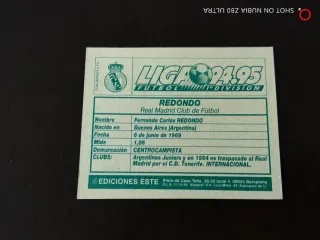 SHOT ON NUBIA Z80 ULTRA
LIGA 94-95
FUTBOL 1ª DIVISION
REDONDO
Real Madrid Club de Fútbol
Nombre Fernando Carlos REDONDO
Nacido en Buenos Aires (Argentina)
Fecha 6 de junio de 1969
Mide 1,86
Demarcación CENTROCAMPISTA
CLUBS: Argentinos Juniors y en 1994 es traspasado al Real
Madrid por el C.D. Tenerife. INTERNACIONAL.
© EDICIONES ESTE
Barcelona